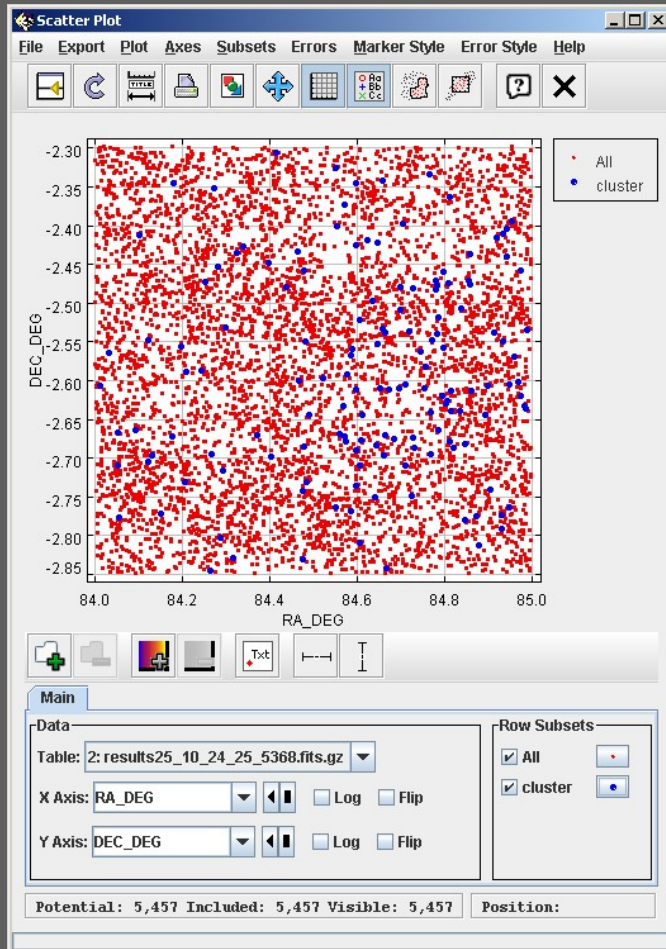 Scatter Plot
File Export Plot Axes Subsets Errors Marker Style Error Style Help
TITLE
Aa
Bb
Cc
-2.30
-2.35
-2.40
-2.45
-2.50
-2.55
-2.60
-2.65
-2.70
-2.75
-2.80
-2.85
DEC_DEG
84.0 84.2 84.4 84.6 84.8 85.0
RA_DEG
All
cluster
Txt
Main
Data
Table: 2: results25_10_24_25_5368.fits.gz
X Axis: RA_DEG Log Flip
Y Axis: DEC_DEG Log Flip
Row Subsets
All
cluster
Potential: 5,457 Included: 5,457 Visible: 5,457 Position: